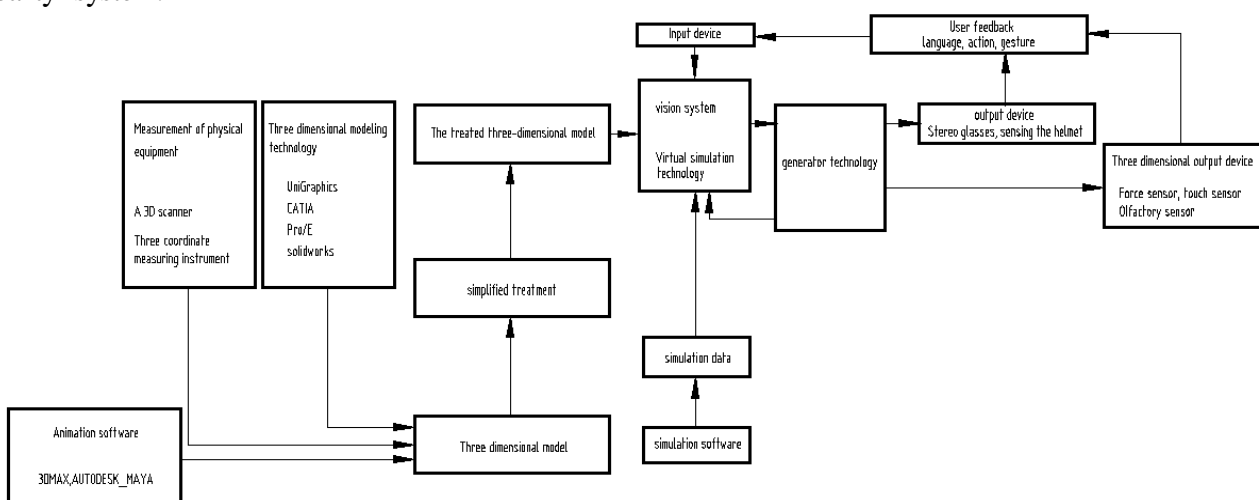 system.
User feedback
language, action, gesture
Input device
Measurement of physical
equipment
A 3D scanner
Three coordinate
measuring instrument
Three dimensional modeling
technology
UniGraphics
CATIA
Pro/E
solidworks
The treated three-dimensional model
vision system
Virtual simulation
technology
generator technology
output device
Stereo glasses, sensing the helmet
Three dimensional output device
Force sensor, touch sensor
Olfactory sensor
simplified treatment
simulation data
simulation software
Three dimensional model
Animation software
3DMAX,AUTODESK_MAYA